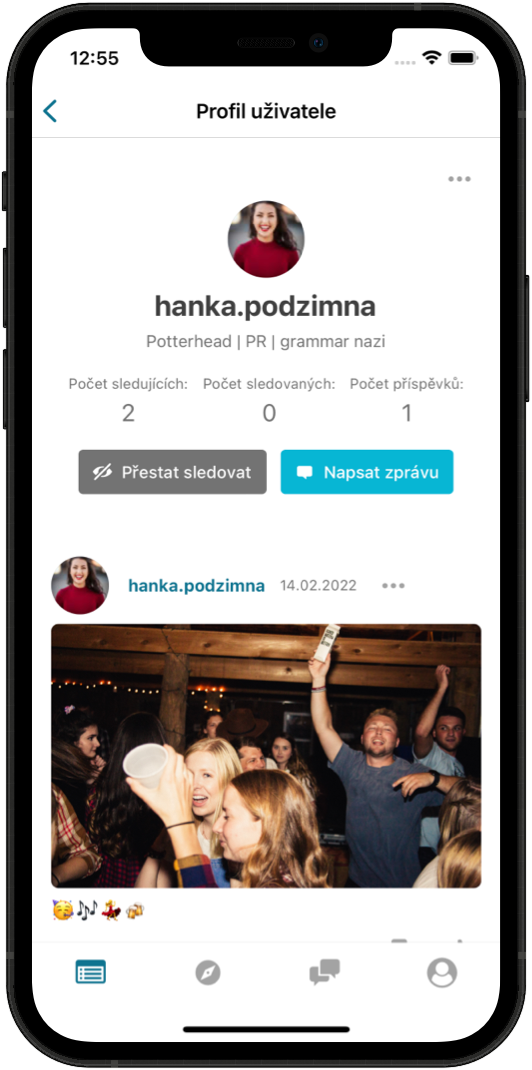 12:55
Profil uživatele
hanka.podzimna
Potterhead | PR | grammar nazi
Počet sledujících: Počet sledovaných: Počet příspěvků:
2 0 1
Přestat sledovat Napsat zprávu
hanka.podzimna 14.02.2022